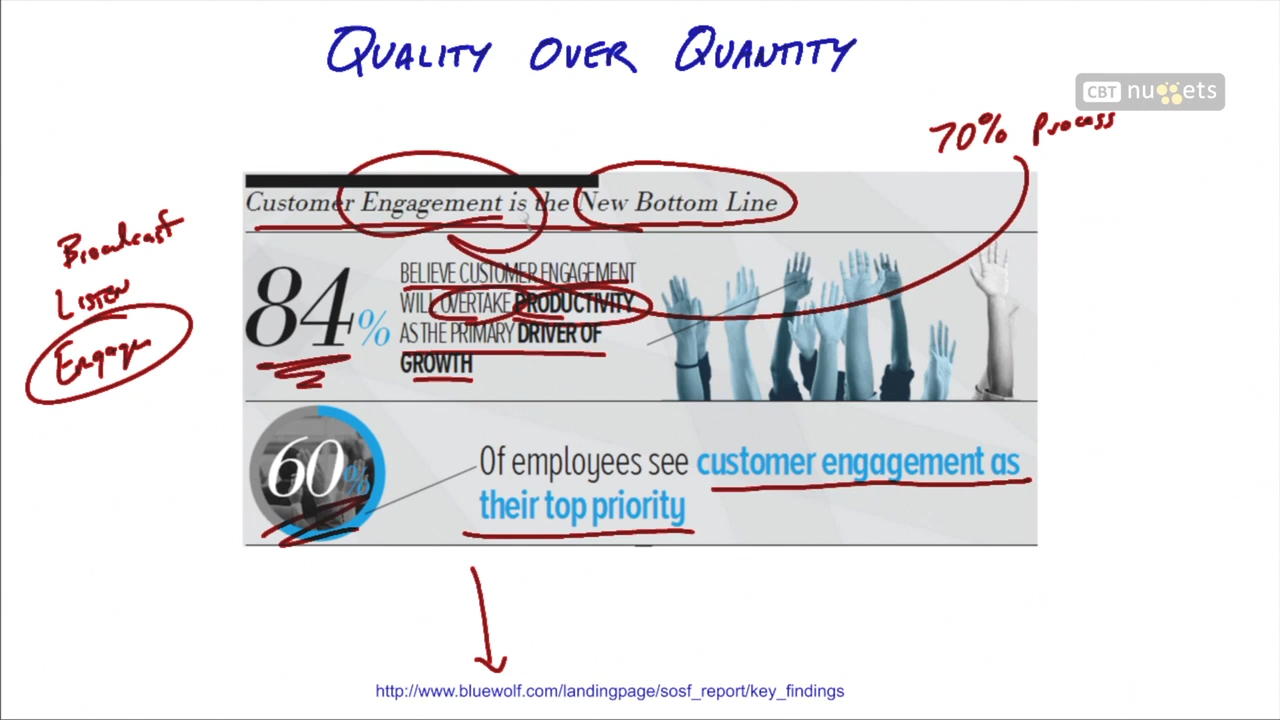 QUALITY OVER QUANTITY
CBT nuggets
70% Process
Customer Engagement is the New Bottom Line
Broadcast
Listen
Engage
84%
BELIEVE CUSTOMER ENGAGEMENT
WILL OVERTAKE PRODUCTIVITY
AS THE PRIMARY DRIVER OF
GROWTH
60%
Of employees see customer engagement as
their top priority
http://www.bluewolf.com/landingpage/sosf_report/key_findings